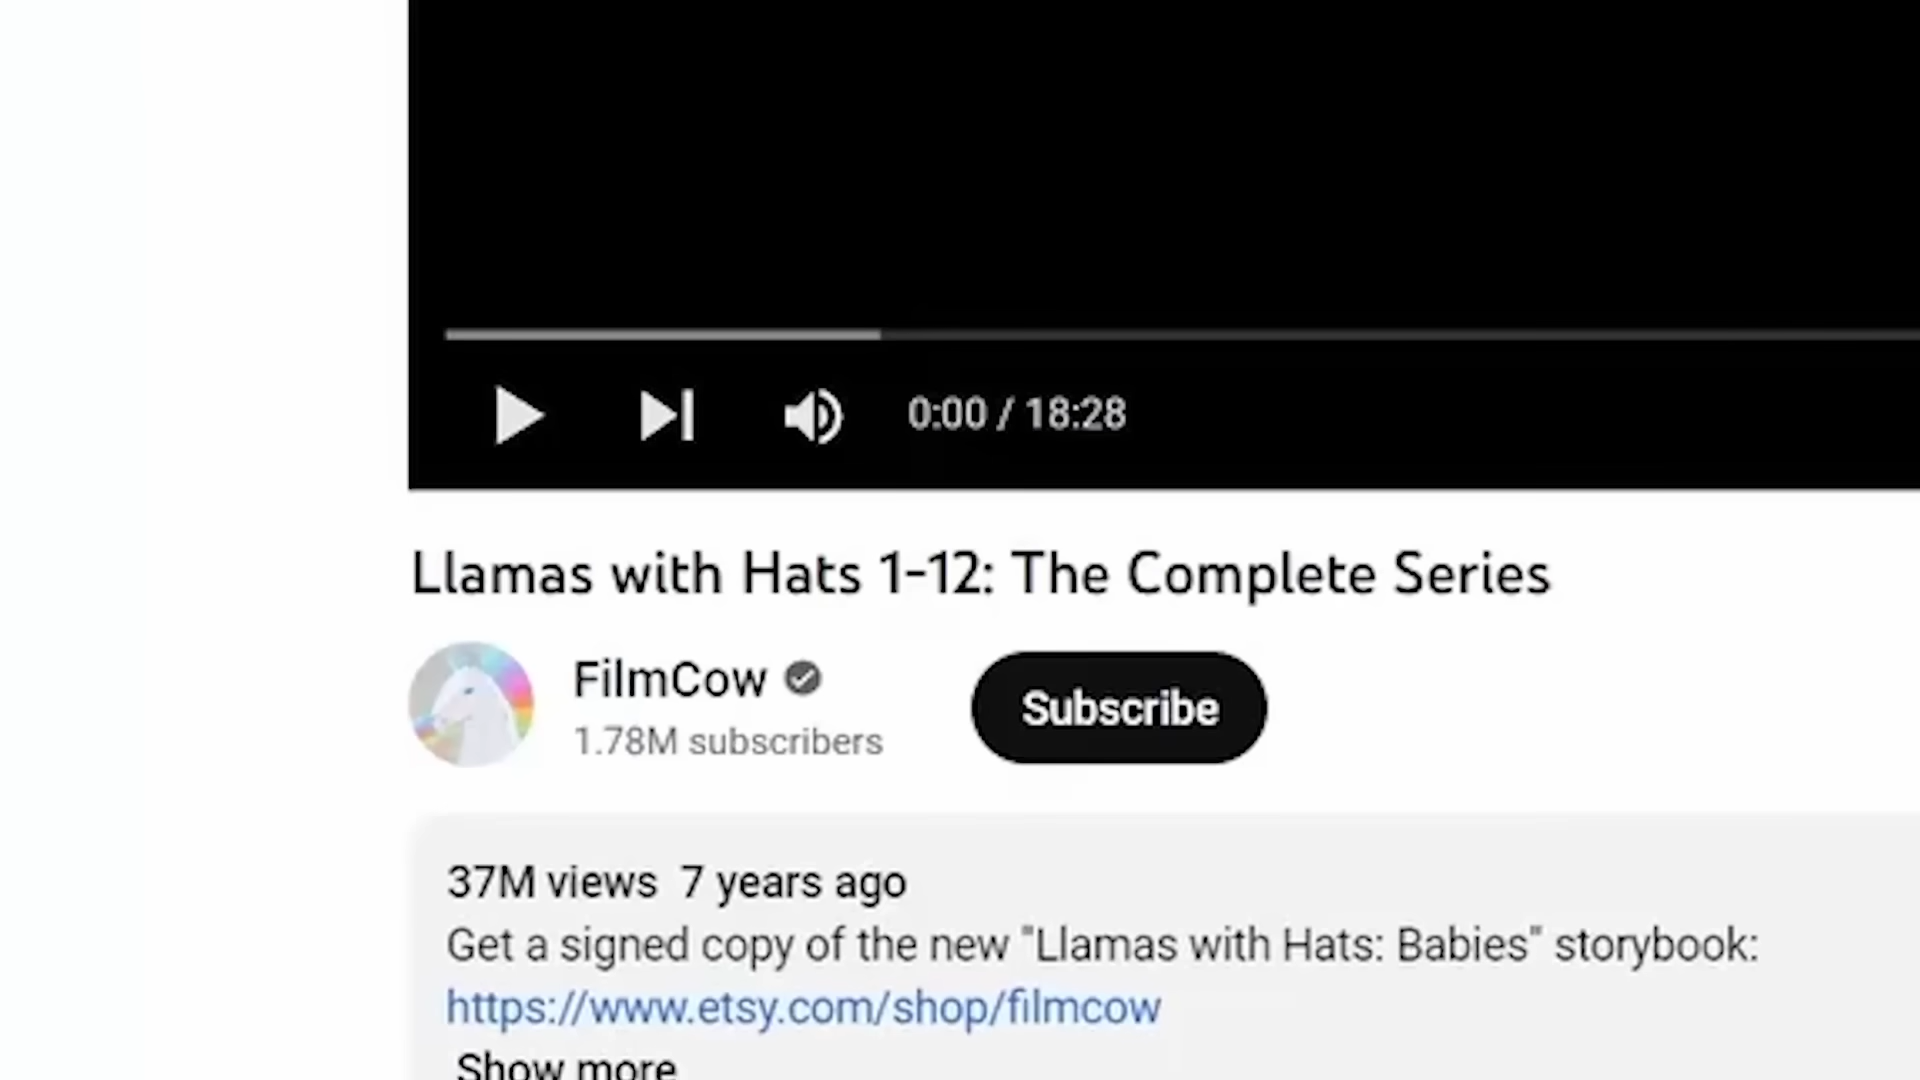 0:00 / 18:28
Llamas with Hats 1-12: The Complete Series
FilmCow
1.78M subscribers
Subscribe
37M views 7 years ago
Get a signed copy of the new "Llamas with Hats: Babies" storybook:
https://www.etsy.com/shop/filmcow
Show more